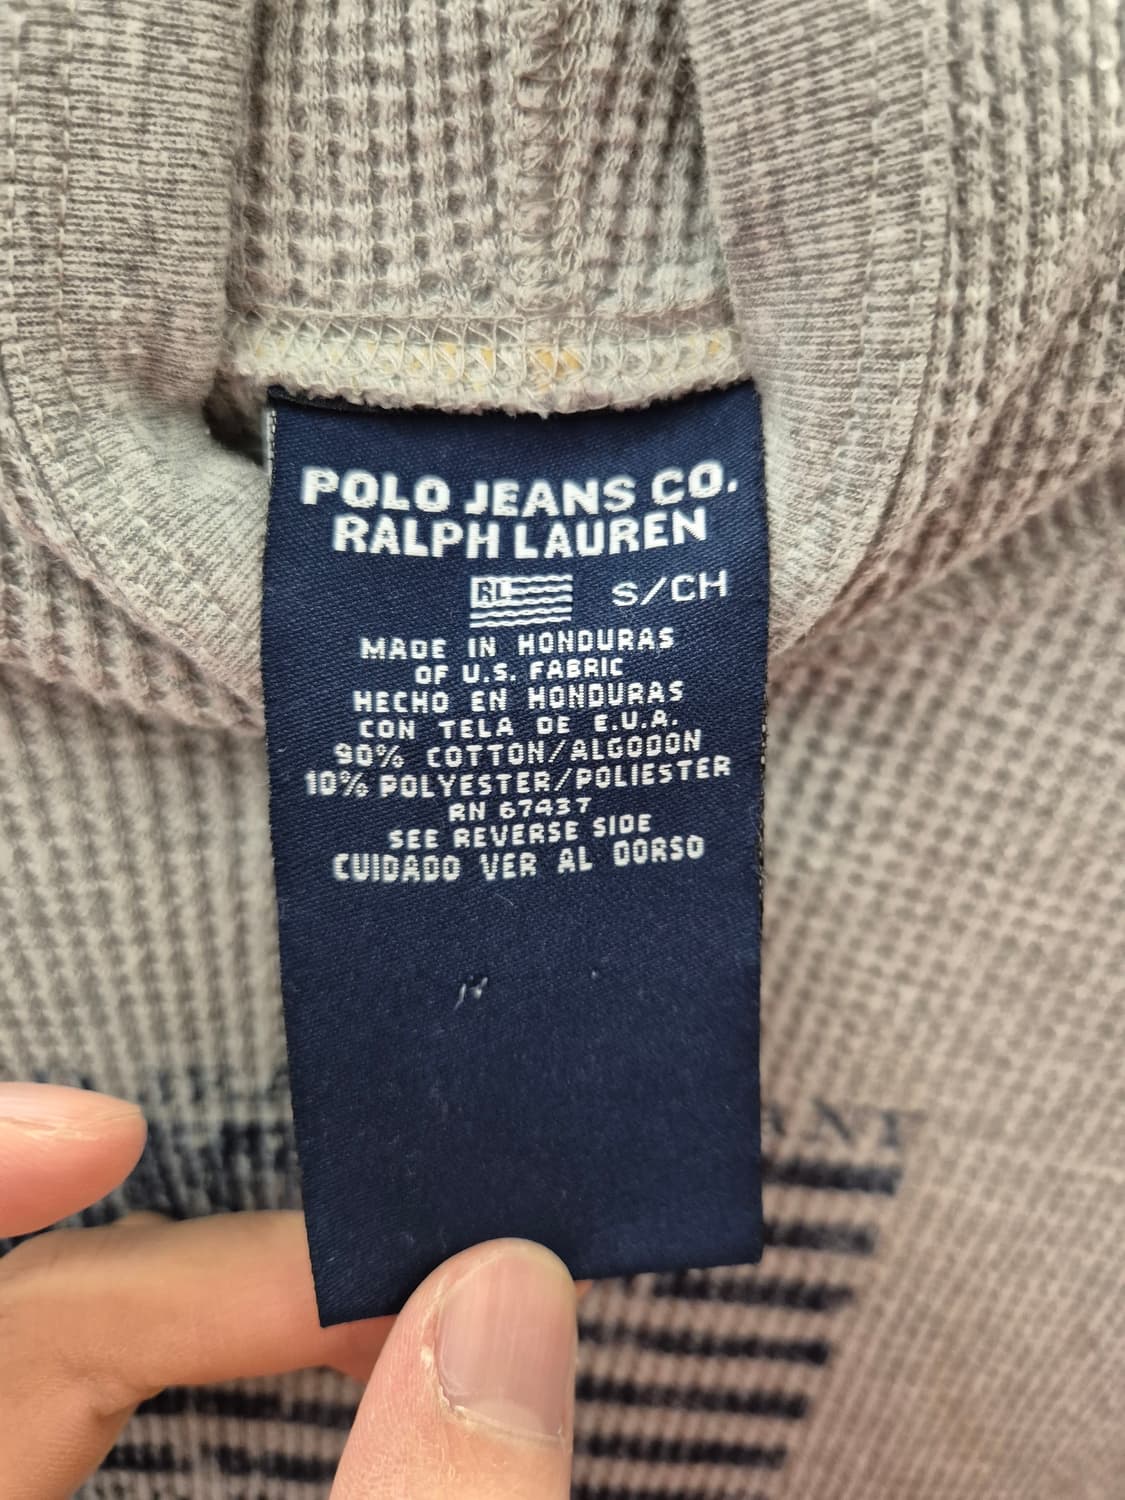 POLO JEANS CO.
RALPH LAUREN
RL S/CH
MADE IN HONDURAS
OF U.S. FABRIC
HECHO EN HONDURAS
CON TELA DE E.U.A.
90% COTTON/ALGODON
10% POLYESTER/POLIESTER
RN 67437
SEE REVERSE SIDE
CUIDADO VER AL DORSO